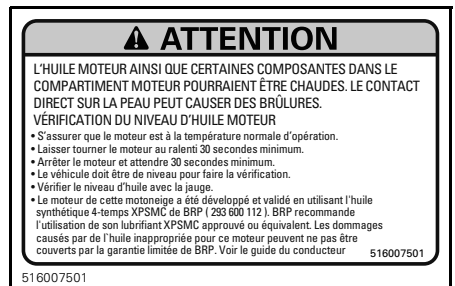 ATTENTION
L'HUILE MOTEUR AINSI QUE CERTAINES COMPOSANTES DANS LE
COMPARTIMENT MOTEUR POURRAIENT ÊTRE CHAUDES. LE CONTACT
DIRECT SUR LA PEAU PEUT CAUSER DES BRÛLURES.
VÉRIFICATION DU NIVEAU D'HUILE MOTEUR
• S'assurer que le moteur est à la température normale d'opération.
• Laisser tourner le moteur au ralenti 30 secondes minimum.
• Arrêter le moteur et attendre 30 secondes minimum.
• Le véhicule doit être de niveau pour faire la vérification.
• Vérifier le niveau d'huile avec la jauge.
• Le moteur de cette motoneige a été développé et validé en utilisant l'huile
synthétique 4-temps XPSMC de BRP ( 293 600 112 ). BRP recommande
l'utilisation de son lubrifiant XPSMC approuvé ou équivalent. Les dommages
causés par de l`huile inappropriée pour ce moteur peuvent ne pas être
couverts par la garantie limitée de BRP. Voir le guide du conducteur 516007501
516007501